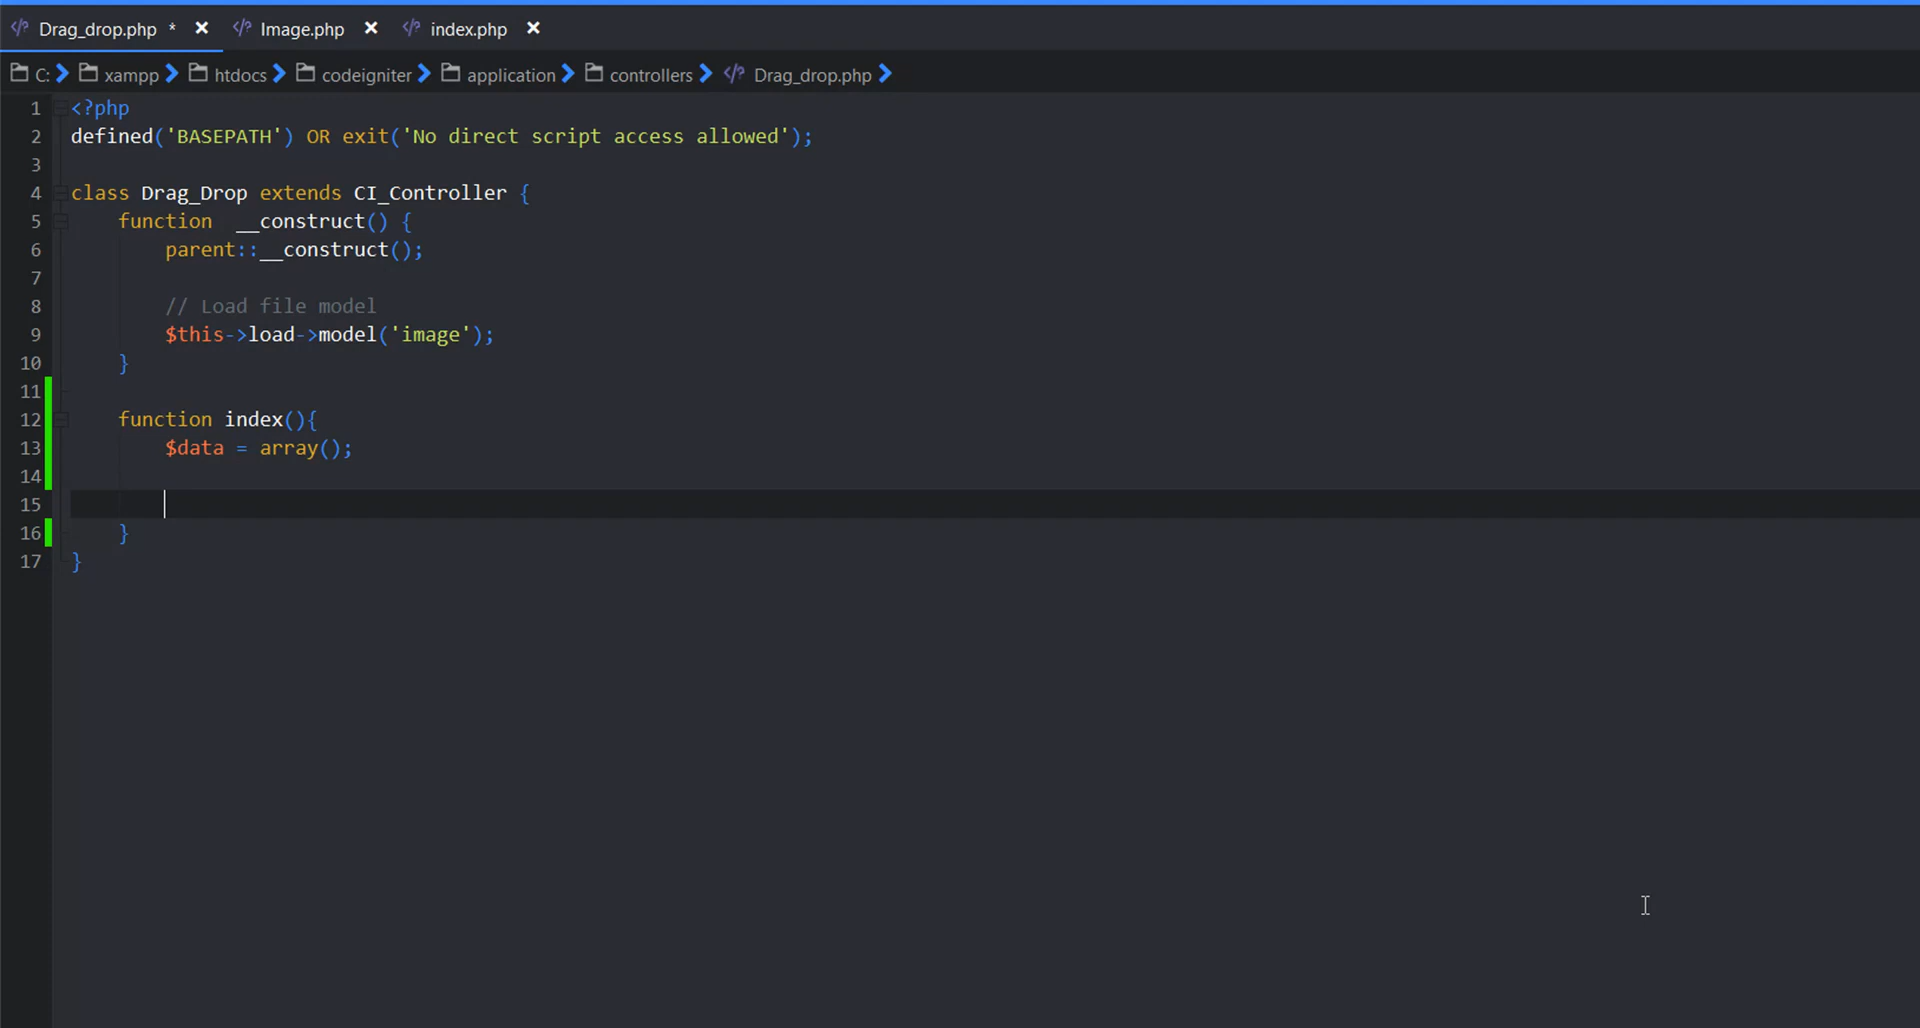 Drag_drop.php * Image.php index.php
C: xampp htdocs codeigniter application controllers Drag_drop.php
1 <?php
2 defined('BASEPATH') OR exit('No direct script access allowed');
3
4 class Drag_Drop extends CI_Controller {
5 function __construct() {
6 parent::__construct();
7
8 // Load file model
9 $this->load->model('image');
10 }
11
12 function index(){
13 $data = array();
14
15
16 }
17 }